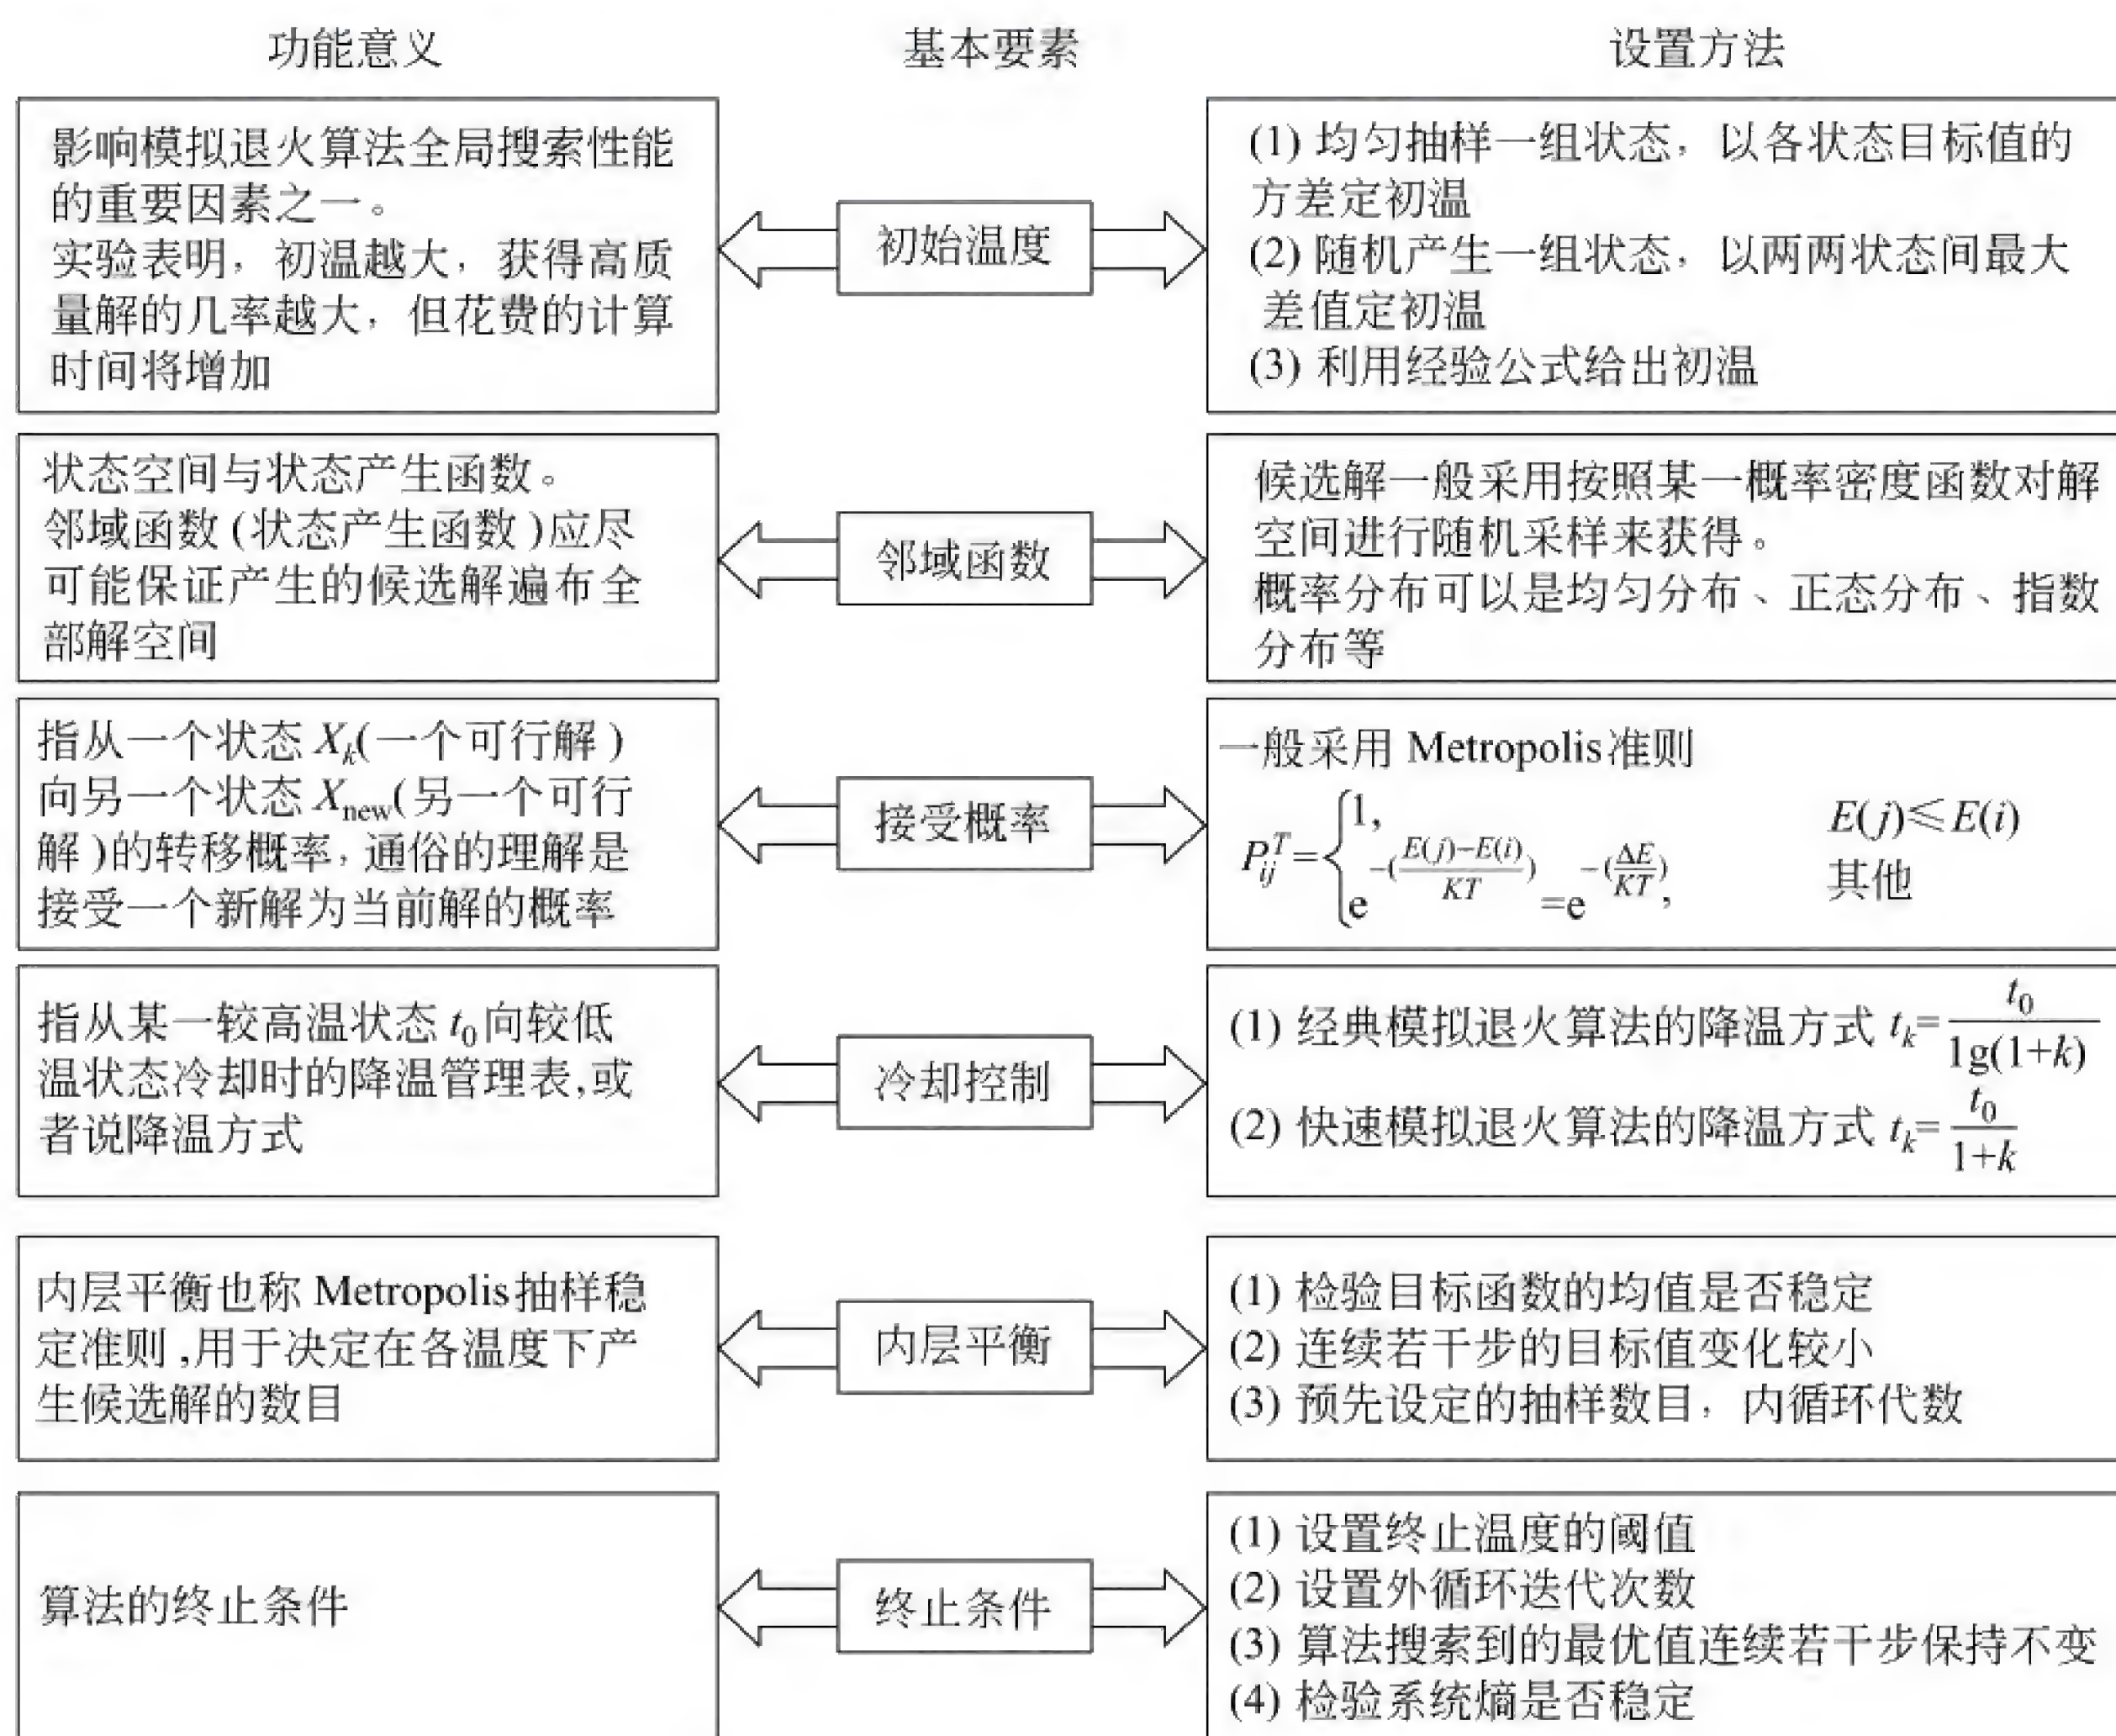 功能意义
基本要素
设置方法
影响模拟退火算法全局搜索性能
的重要因素之一。
实验表明，初温越大，获得高质
量解的几率越大，但花费的计算
时间将增加
初始温度
(1) 均匀抽样一组状态，以各状态目标值的
方差定初温
(2) 随机产生一组状态，以两两状态间最大
差值定初温
(3) 利用经验公式给出初温
状态空间与状态产生函数。
邻域函数(状态产生函数)应尽
可能保证产生的候选解遍布全
部解空间
邻域函数
候选解一般采用按照某一概率密度函数对解
空间进行随机采样来获得。
概率分布可以是均匀分布、正态分布、指数
分布等
指从一个状态 X_k(一个可行解)
向另一个状态 X_new(另一个可行
解)的转移概率，通俗的理解是
接受一个新解为当前解的概率
接受概率
一般采用 Metropolis准则
P_ij^T={1, E(j)≤E(i)
e^-((E(j)-E(i))/KT)=e^-(ΔE/KT), 其他
指从某一较高温状态 t_0向较低
温状态冷却时的降温管理表,或
者说降温方式
冷却控制
(1) 经典模拟退火算法的降温方式 t_k=t_0/lg(1+k)
(2) 快速模拟退火算法的降温方式 t_k=t_0/(1+k)
内层平衡也称 Metropolis抽样稳
定准则,用于决定在各温度下产
生候选解的数目
内层平衡
(1) 检验目标函数的均值是否稳定
(2) 连续若干步的目标值变化较小
(3) 预先设定的抽样数目，内循环代数
算法的终止条件
终止条件
(1) 设置终止温度的阈值
(2) 设置外循环迭代次数
(3) 算法搜索到的最优值连续若干步保持不变
(4) 检验系统熵是否稳定